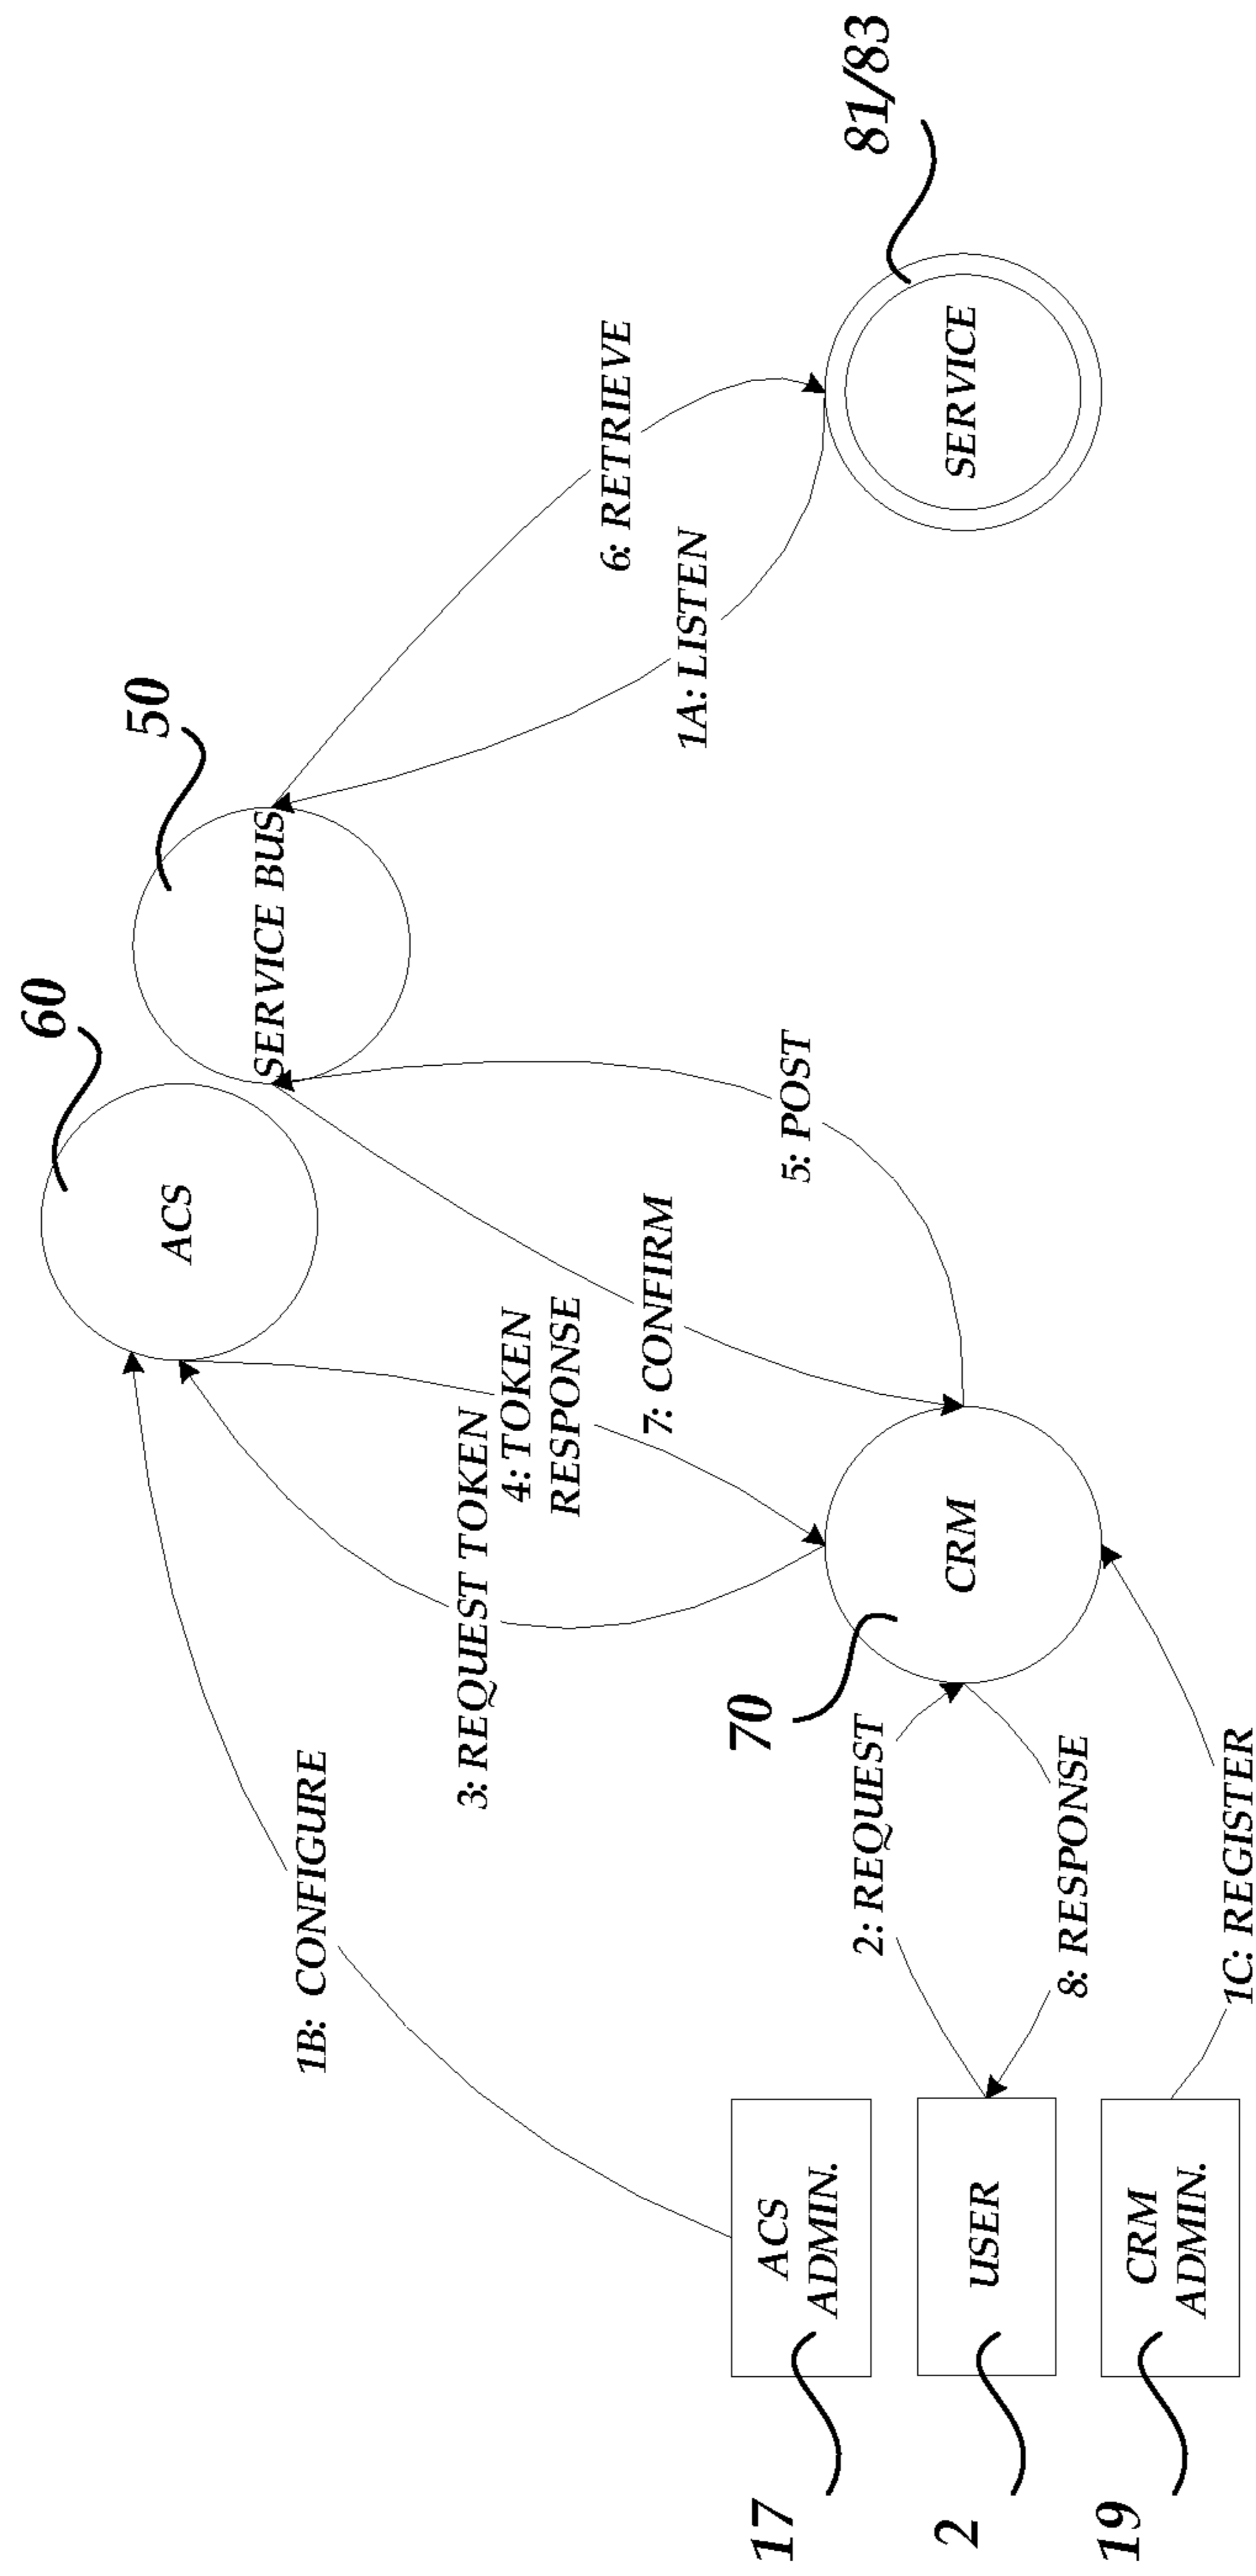 60
50
ACS
SERVICE BUS
1B: CONFIGURE
3: REQUEST TOKEN
4: TOKEN
RESPONSE
7: CONFIRM
5: POST
6: RETRIEVE
1A: LISTEN
81/83
SERVICE
70
CRM
2: REQUEST
8: RESPONSE
1C: REGISTER
17
ACS
ADMIN.
2
USER
19
CRM
ADMIN.